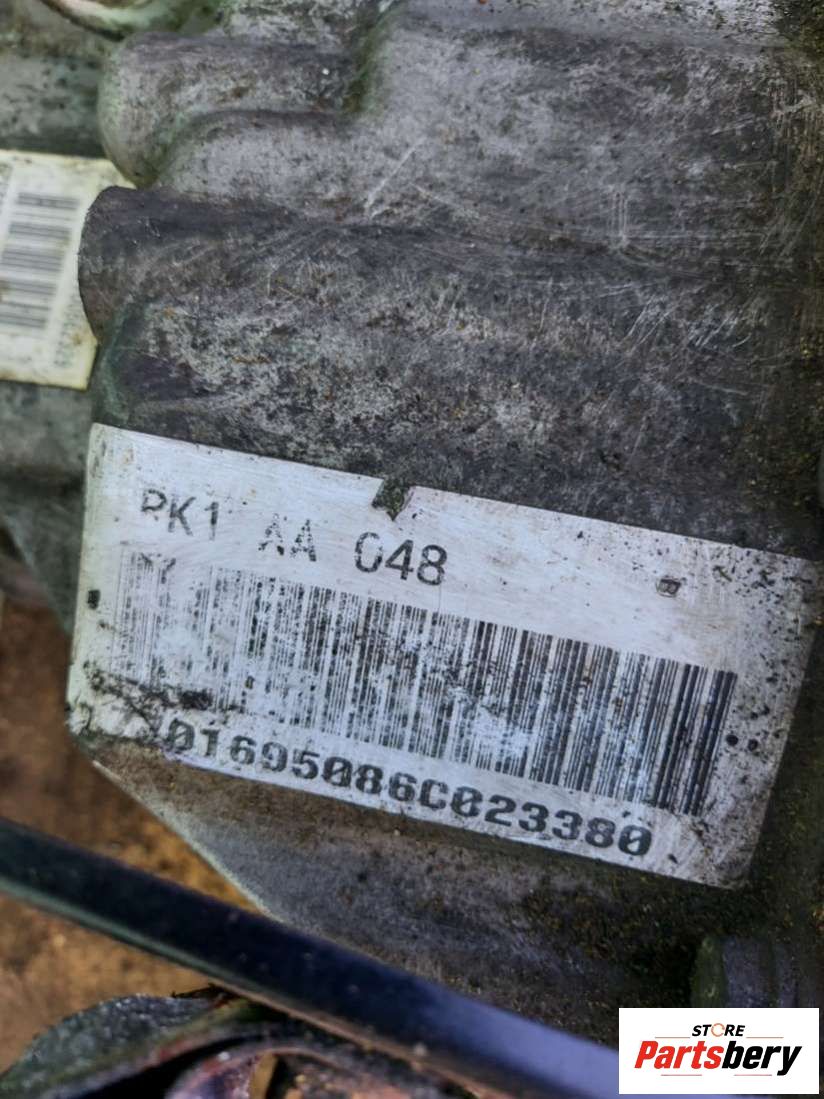 PK1 AA 048
01695086C023380
STORE
Partsbery